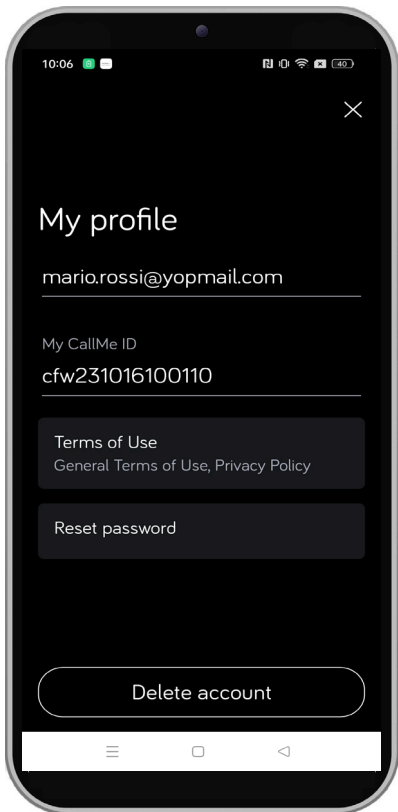 10:06
40
My profile
mario.rossi@yopmail.com
My CallMe ID
cfw231016100110
Terms of Use
General Terms of Use, Privacy Policy
Reset password
Delete account